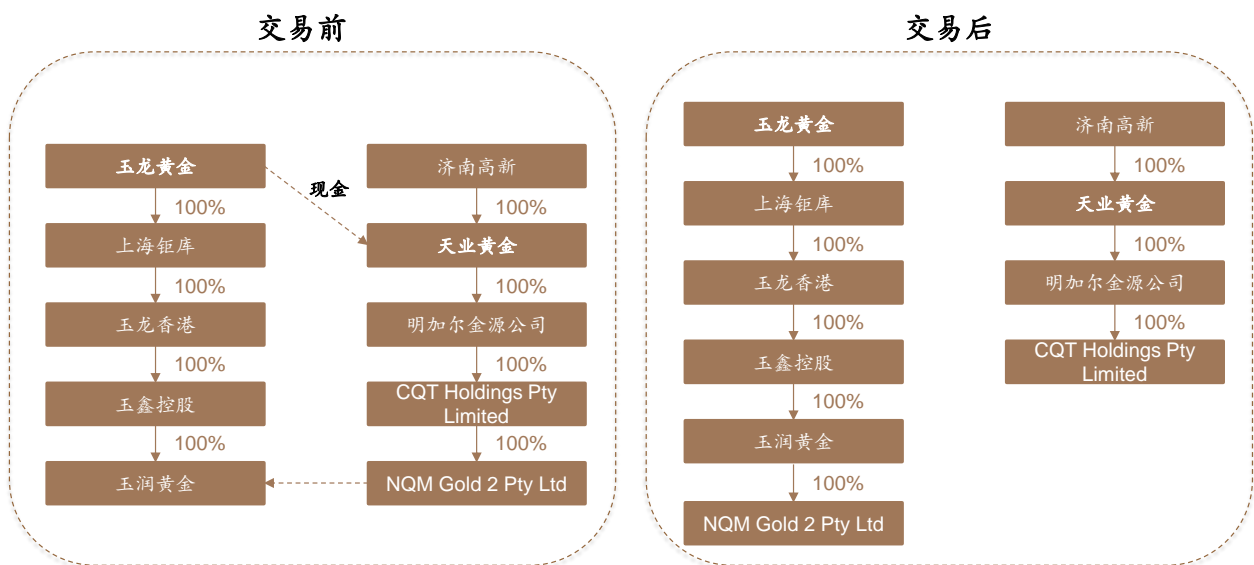 交易前
玉龙黄金
100%
上海钜库
100%
玉龙香港
100%
玉鑫控股
100%
玉润黄金
现金
济南高新
100%
天业黄金
100%
明加尔金源公司
100%
CQT Holdings Pty
Limited
100%
NQM Gold 2 Pty Ltd
交易后
玉龙黄金
100%
上海钜库
100%
玉龙香港
100%
玉鑫控股
100%
玉润黄金
100%
NQM Gold 2 Pty Ltd
济南高新
100%
天业黄金
100%
明加尔金源公司
100%
CQT Holdings Pty
Limited